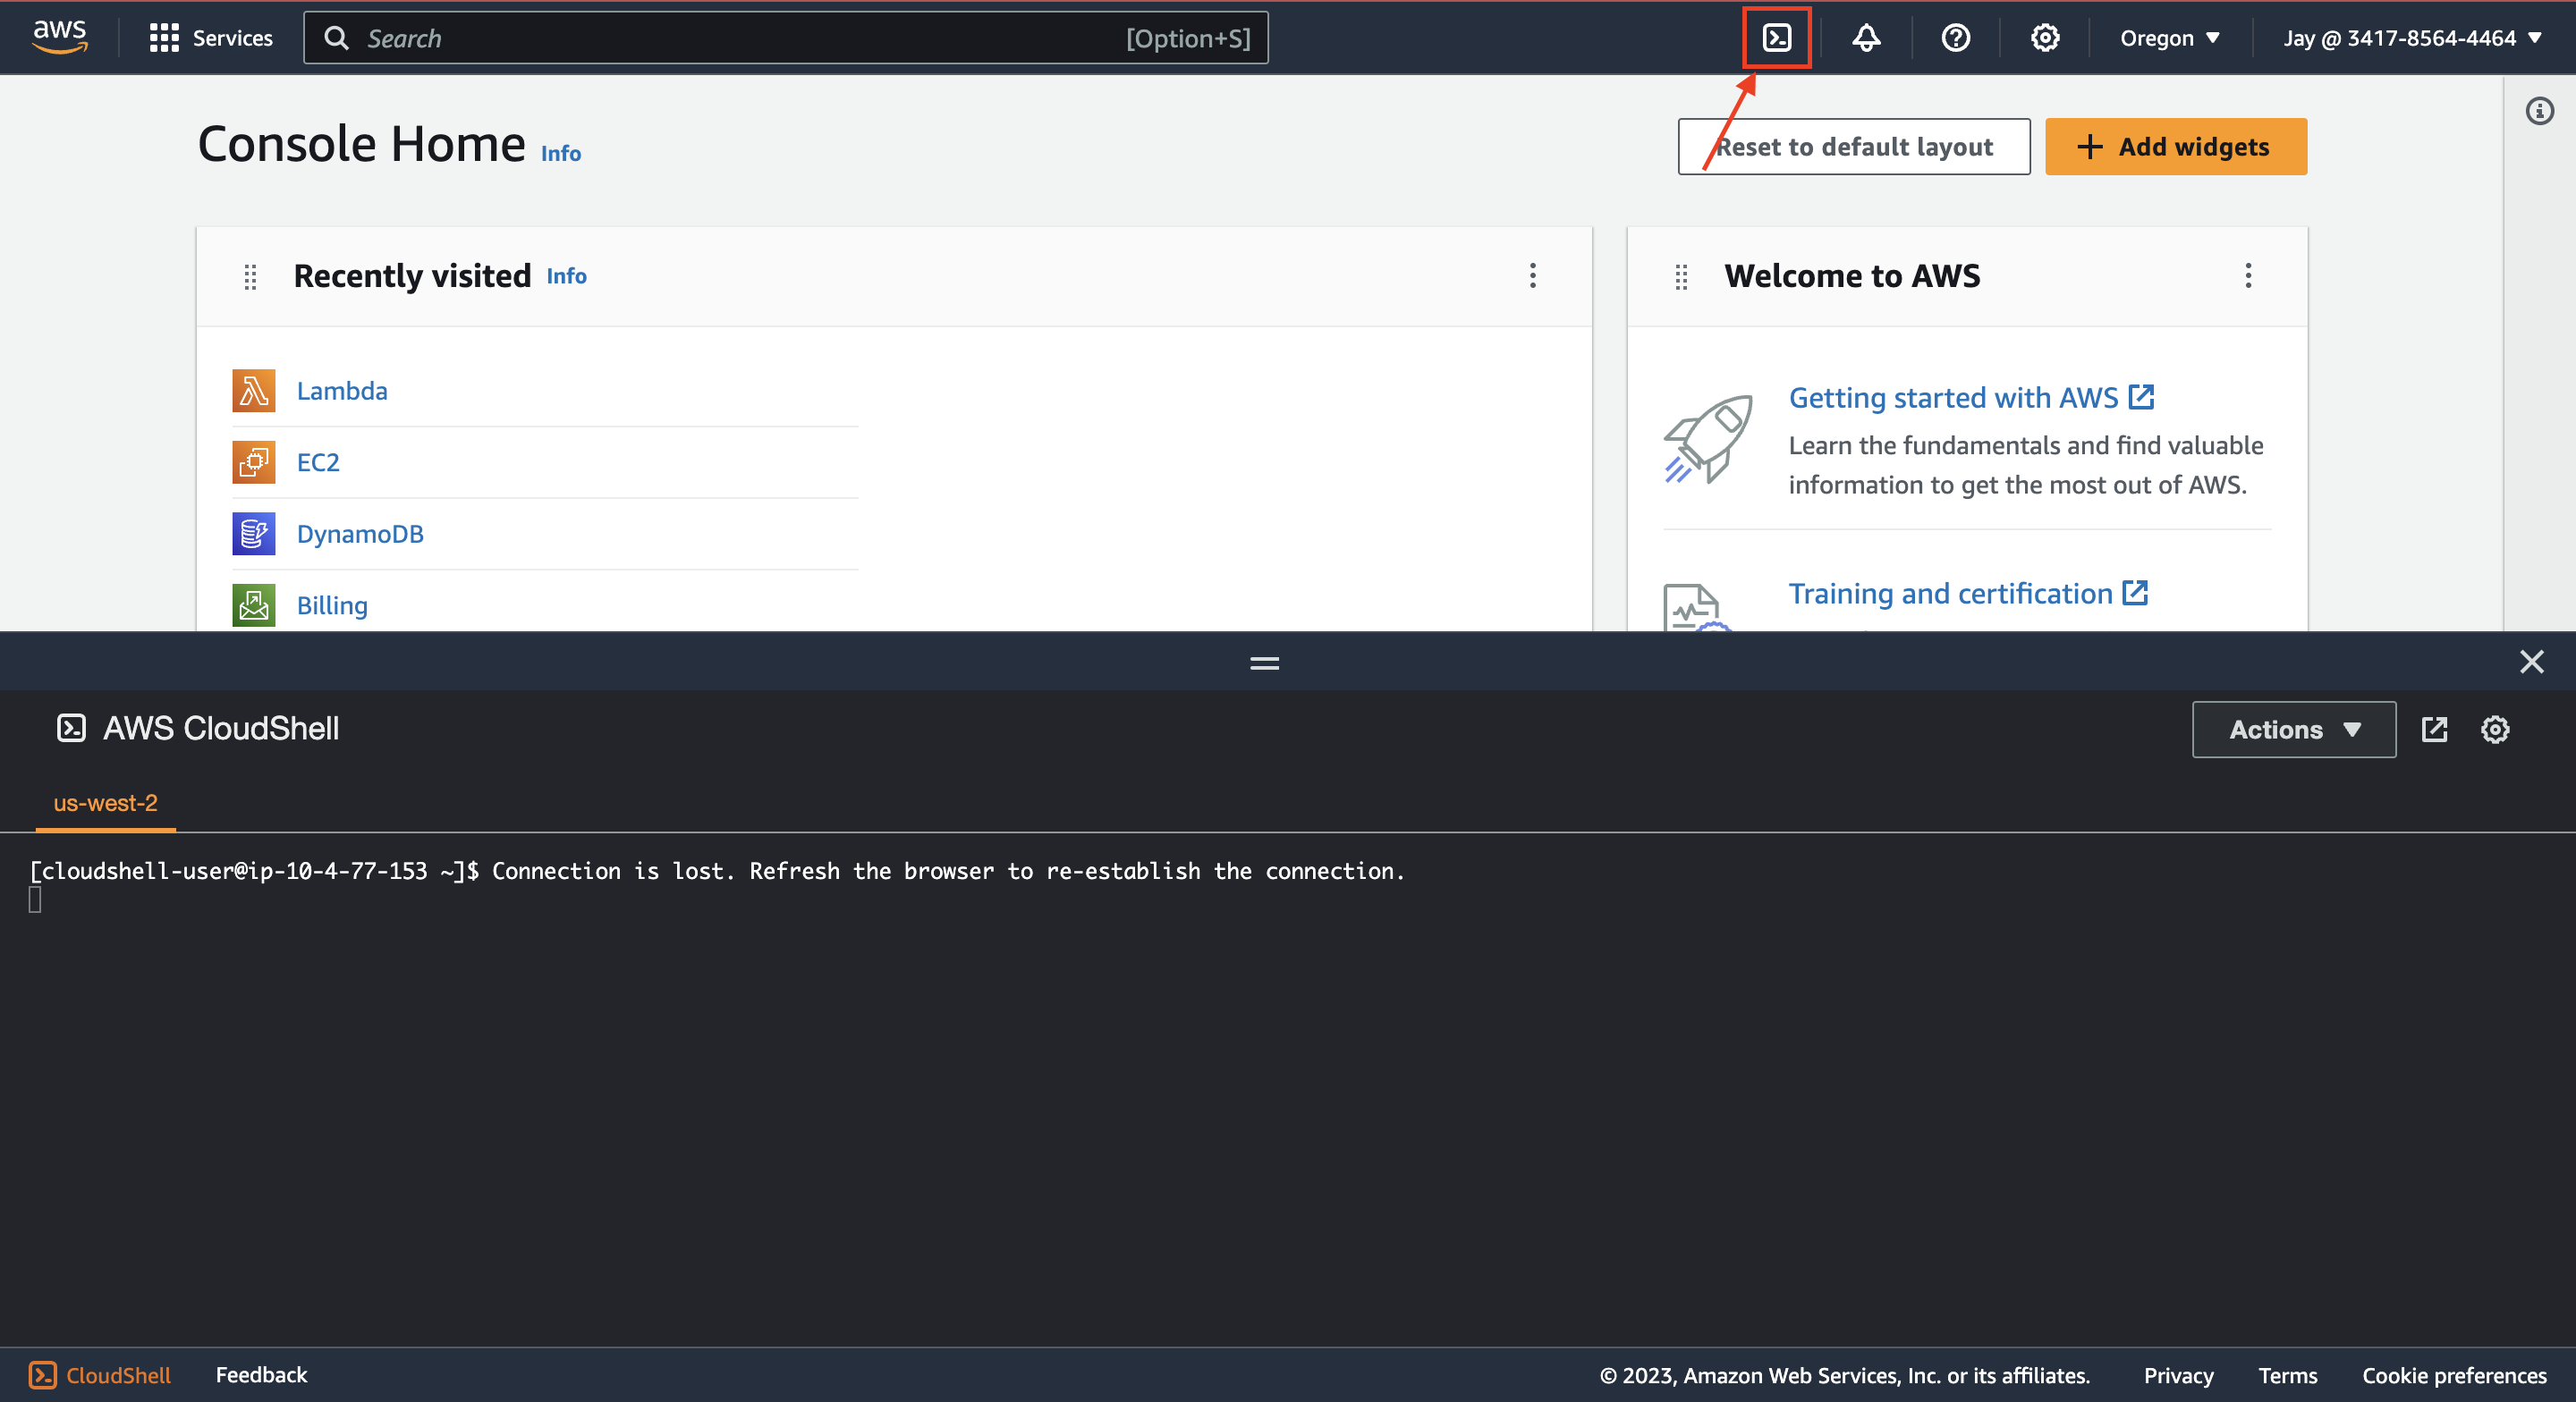 aws
Services
Search
[Option+S]
Oregon
Jay @ 3417-8564-4464
Console Home Info
Reset to default layout
Add widgets
Recently visited Info
Lambda
EC2
DynamoDB
Billing
Welcome to AWS
Getting started with AWS
Learn the fundamentals and find valuable
information to get the most out of AWS.
Training and certification
AWS CloudShell
Actions
us-west-2
[cloudshell-user@ip-10-4-77-153 ~]$ Connection is lost. Refresh the browser to re-establish the connection.
CloudShell
Feedback
© 2023, Amazon Web Services, Inc. or its affiliates.
Privacy
Terms
Cookie preferences